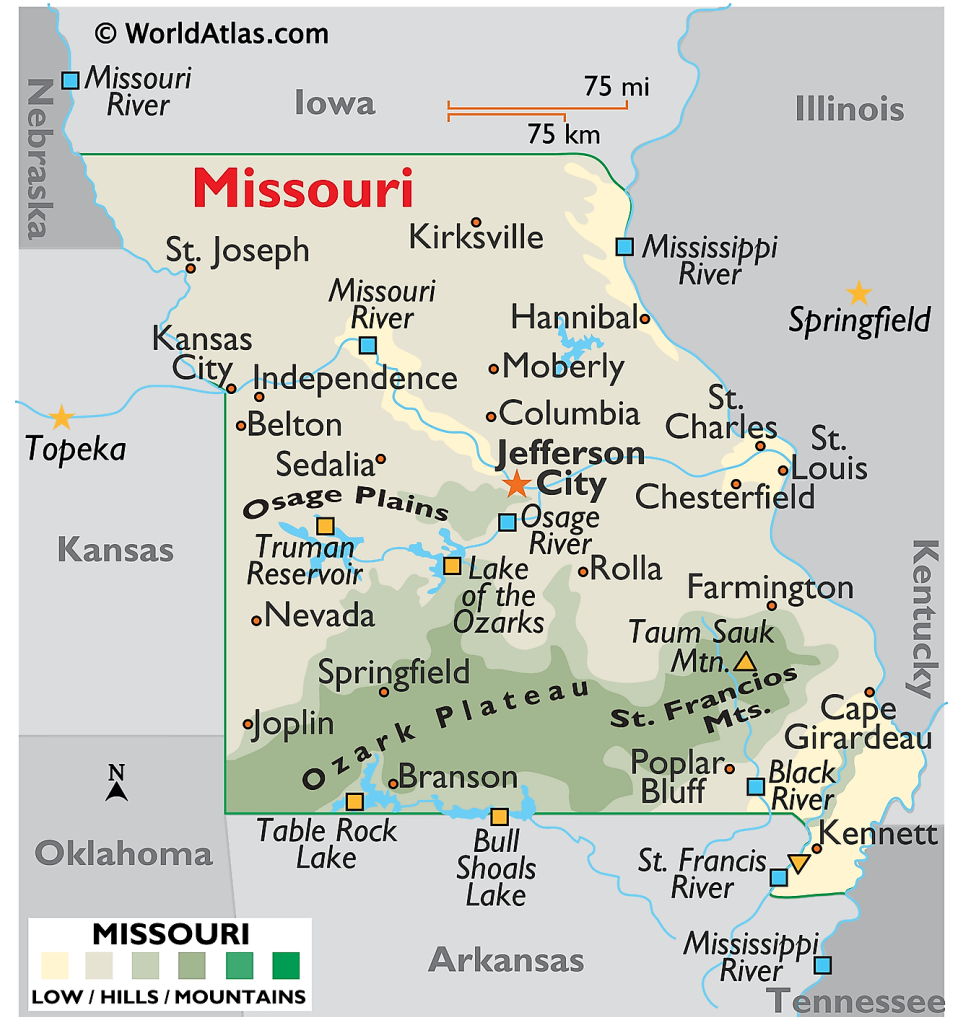 © WorldAtlas.com
Missouri
River
Nebraska
Iowa
75 mi
75 km
Illinois
Missouri
Kirksville
St. Joseph
Mississippi
River
Missouri
River
Springfield
Hannibal
Kansas
City
Independence
Moberly
Topeka
Belton
Columbia
St.
Charles
St.
Louis
Sedalia
Jefferson
City
Chesterfield
Osage Plains
Osage
River
Truman
Reservoir
Kansas
Lake
of the
Ozarks
Rolla
Farmington
Kentucky
Nevada
Taum Sauk
Mtn.
Springfield
St. Francios
Mts.
Ozark Plateau
Joplin
Cape
Girardeau
Poplar
Bluff
Black
River
N
Branson
Table Rock
Lake
Bull
Shoals
Lake
Kennett
Oklahoma
St. Francis
River
Arkansas
Mississippi
River
Tennessee
MISSOURI
LOW / HILLS / MOUNTAINS